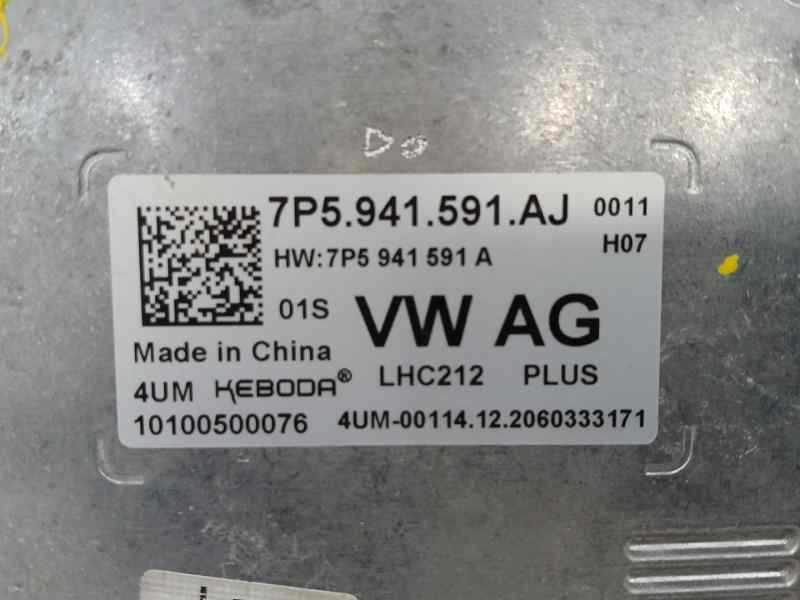 Do
7P5.941.591.AJ 0011
HW:7P5 941 591 A H07
01S VW AG
Made in China
4UM KEBODA® LHC212 PLUS
10100500076 4UM-00114.12.2060333171